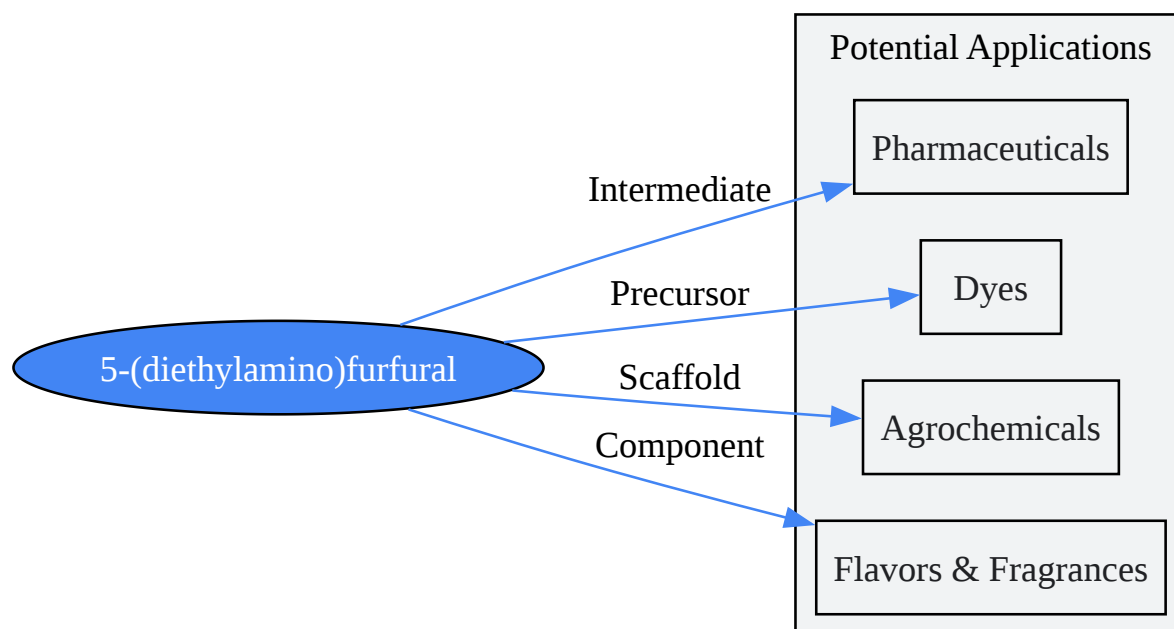 Potential Applications
Pharmaceuticals
Intermediate
Dyes
Precursor
5-(diethylamino)furfural
Scaffold
Agrochemicals
Component
Flavors & Fragrances